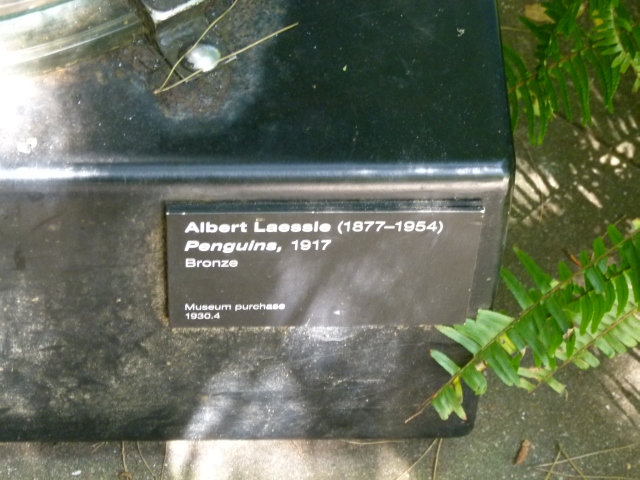 Albert Laessle (1877–1954)
Penguins, 1917
Bronze
Museum purchase
1930.4